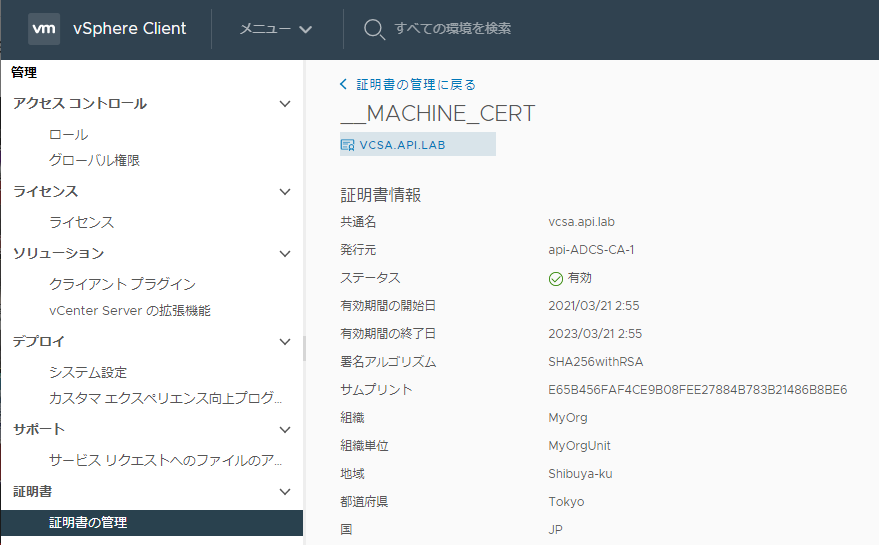 vm vSphere Client メニュー すべての環境を検索
管理
アクセス コントロール
ロール
グローバル権限
ライセンス
ライセンス
ソリューション
クライアント プラグイン
vCenter Server の拡張機能
デプロイ
システム設定
カスタマ エクスペリエンス向上プログ...
サポート
サービス リクエストへのファイルのア...
証明書
証明書の管理
証明書の管理に戻る
__MACHINE_CERT
VCSA.API.LAB
証明書情報
共通名 vcsa.api.lab
発行元 api-ADCS-CA-1
ステータス 有効
有効期間の開始日 2021/03/21 2:55
有効期間の終了日 2023/03/21 2:55
署名アルゴリズム SHA256withRSA
サムプリント E65B456FAF4CE9B08FEE27884B783B21486B8BE6
組織 MyOrg
組織単位 MyOrgUnit
地域 Shibuya-ku
都道府県 Tokyo
国 JP